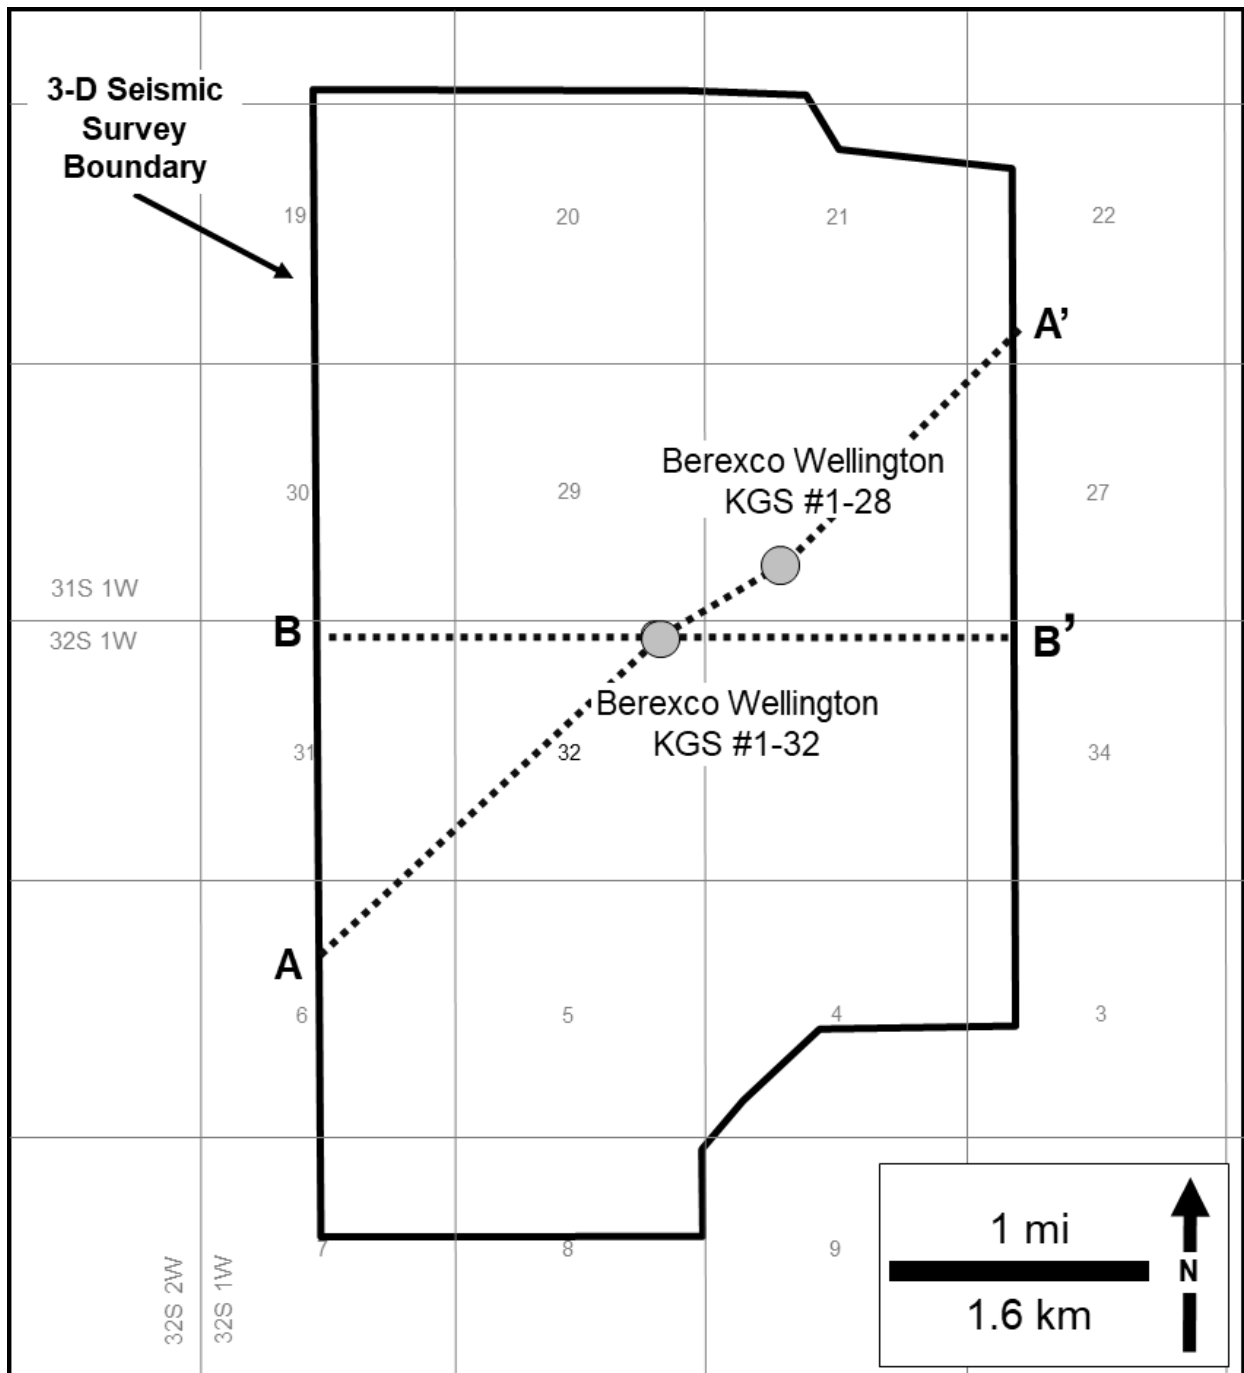 3-D Seismic
Survey
Boundary
19
20
21
22
A’
Berexco Wellington
KGS #1-28
30
29
27
31S 1W
32S 1W
B
B’
Berexco Wellington
KGS #1-32
31
32
34
A
6
5
4
3
7
8
9
32S 2W
32S 1W
1 mi
1.6 km
N